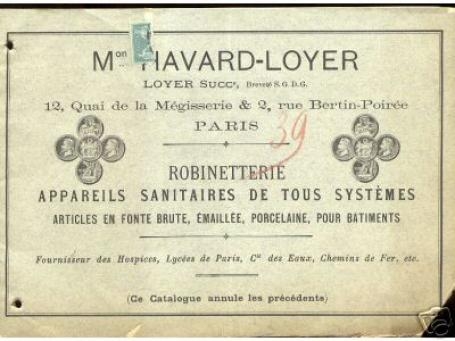 Mon HAVARD-LOYER
LOYER Succr, Breveté S.G.D.G.
12, Quai de la Mégisserie & 2, rue Bertin-Poirée
PARIS
39
ROBINETTERIE
APPAREILS SANITAIRES DE TOUS SYSTÈMES
ARTICLES EN FONTE BRUTE, ÉMAILLÉE, PORCELAINE, POUR BATIMENTS
Fournisseur des Hospices, Lycées de Paris, Cie des Eaux, Chemins de Fer, etc.
(Ce Catalogue annule les précédents)